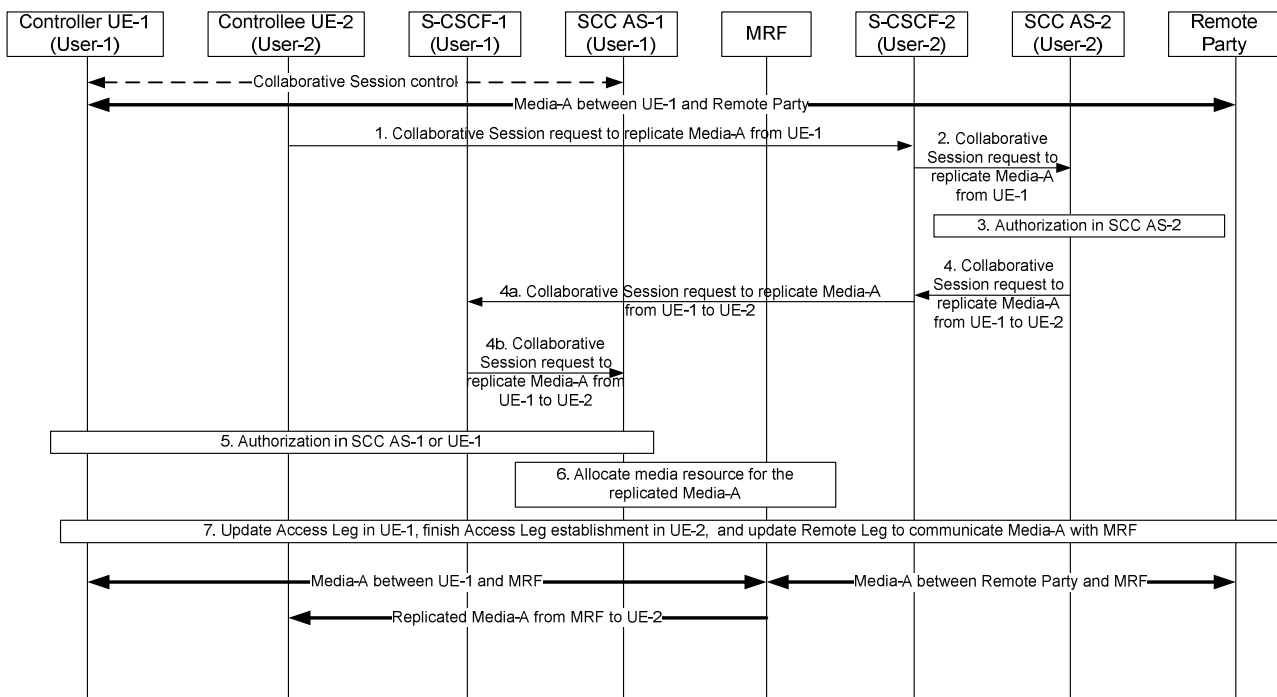 Controller UE-1
(User-1)
Controllee UE-2
(User-2)
S-CSCF-1
(User-1)
SCC AS-1
(User-1)
MRF
S-CSCF-2
(User-2)
SCC AS-2
(User-2)
Remote
Party
Collaborative Session control
Media-A between UE-1 and Remote Party
1. Collaborative Session request to replicate Media-A from UE-1
2. Collaborative
Session request to
replicate Media-A
from UE-1
3. Authorization in SCC AS-2
4. Collaborative
Session request to
replicate Media-A
from UE-1 to UE-2
4a. Collaborative Session request to replicate Media-A
from UE-1 to UE-2
4b. Collaborative
Session request to
replicate Media-A from
UE-1 to UE-2
5. Authorization in SCC AS-1 or UE-1
6. Allocate media resource for the
replicated Media-A
7. Update Access Leg in UE-1, finish Access Leg establishment in UE-2, and update Remote Leg to communicate Media-A with MRF
Media-A between UE-1 and MRF
Media-A between Remote Party and MRF
Replicated Media-A from MRF to UE-2